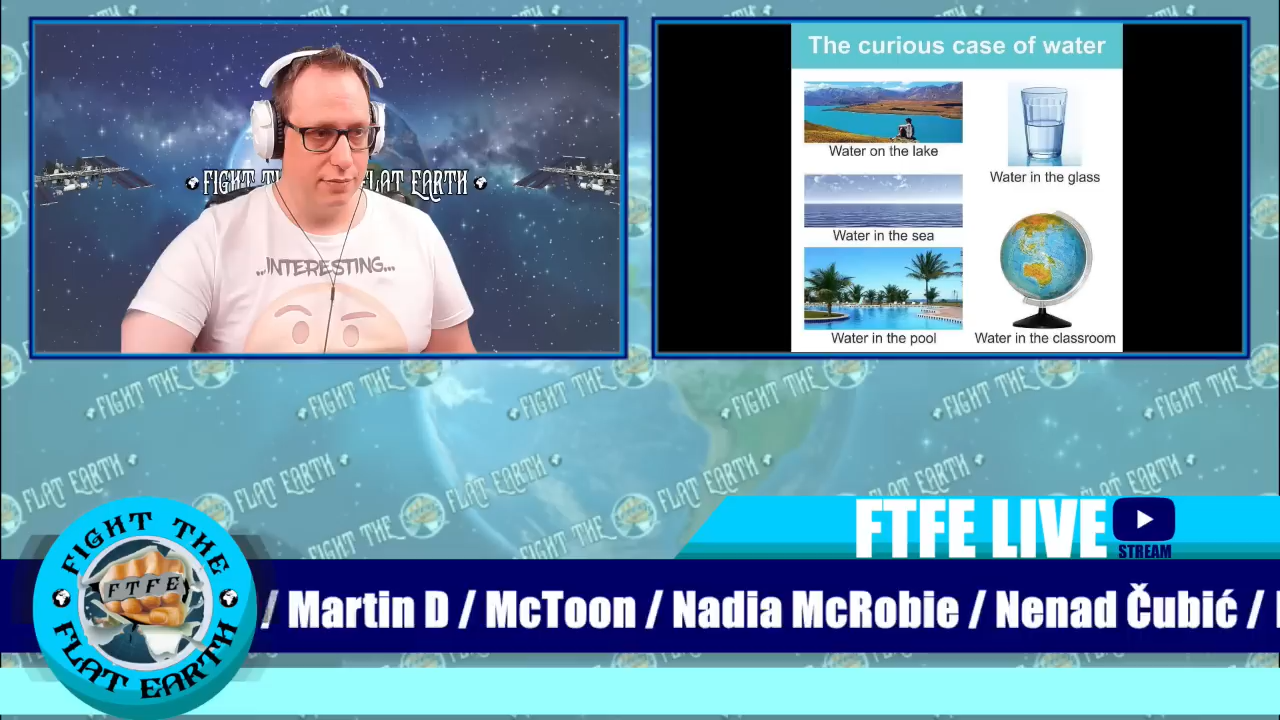 The curious case of water
Water on the lake
Water in the glass
Water in the sea
Water in the pool
Water in the classroom
FIGHT TH FLAT EARTH
...INTERESTING...
FIGHT THE
FLAT EARTH
FTFE LIVE
STREAM
FIGHT THE
FTFE
FLAT EARTH
/ Martin D / McToon / Nadia McRobie / Nenad Čubić /